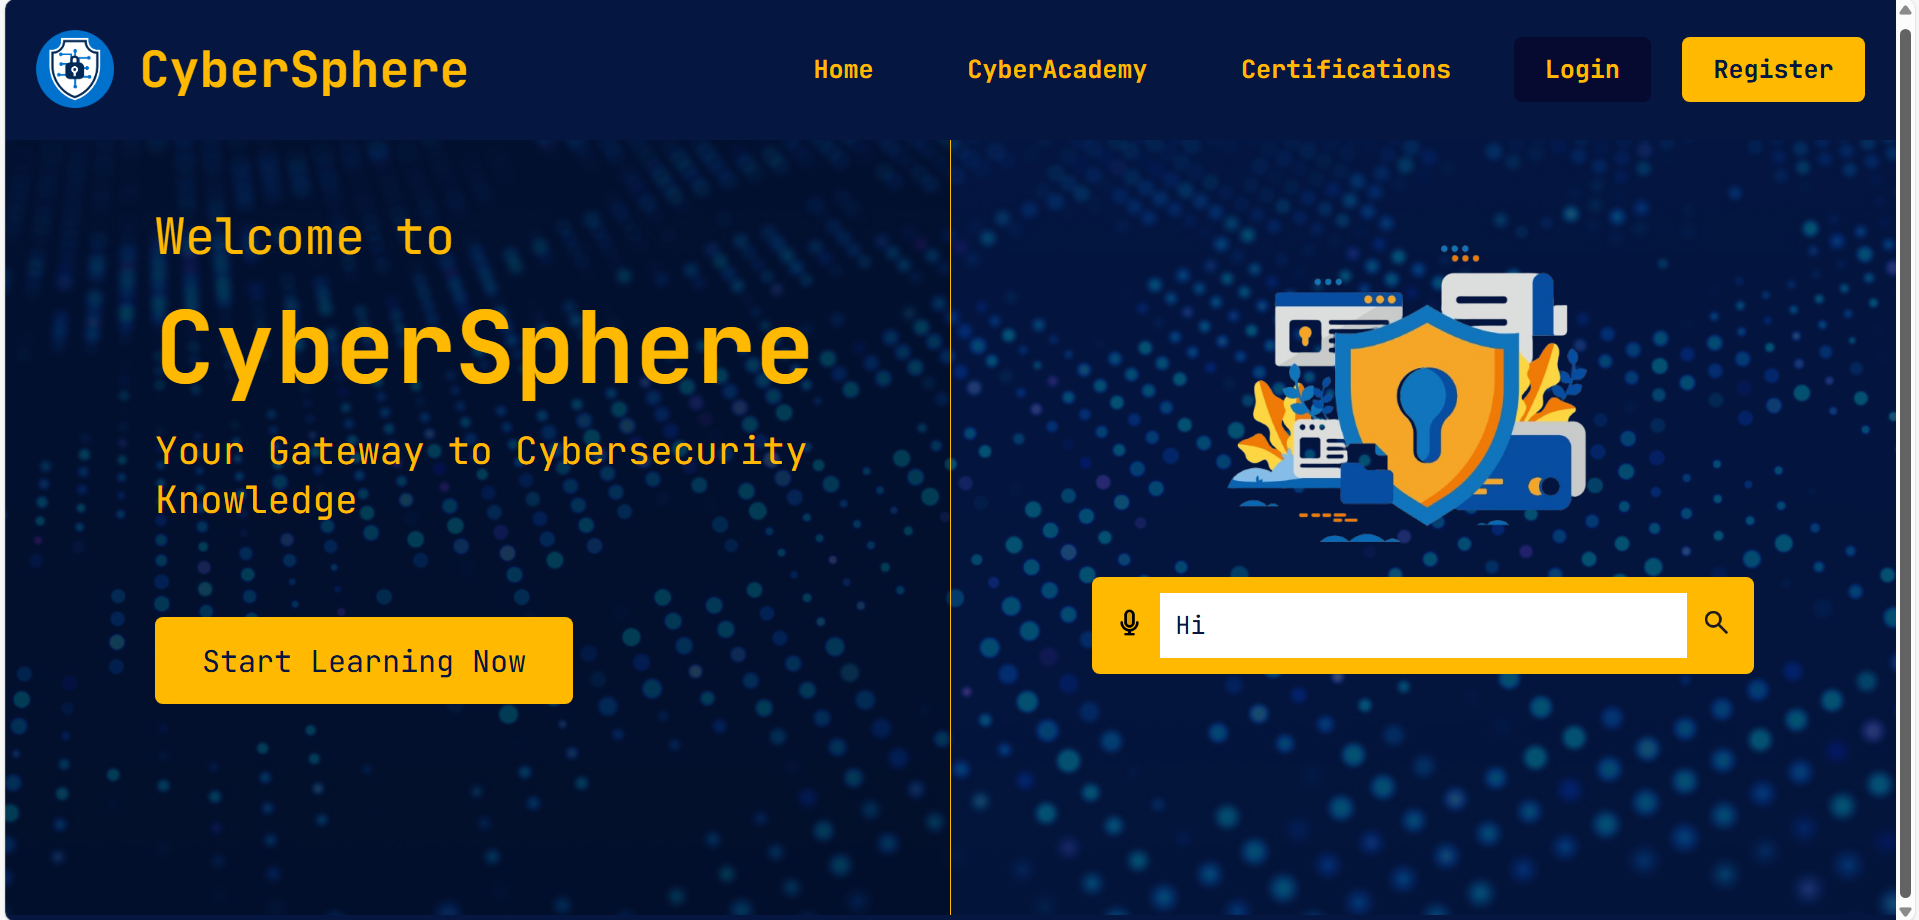 CyberSphere
Home
CyberAcademy
Certifications
Login
Register
Welcome to
CyberSphere
Your Gateway to Cybersecurity
Knowledge
Start Learning Now
Hi